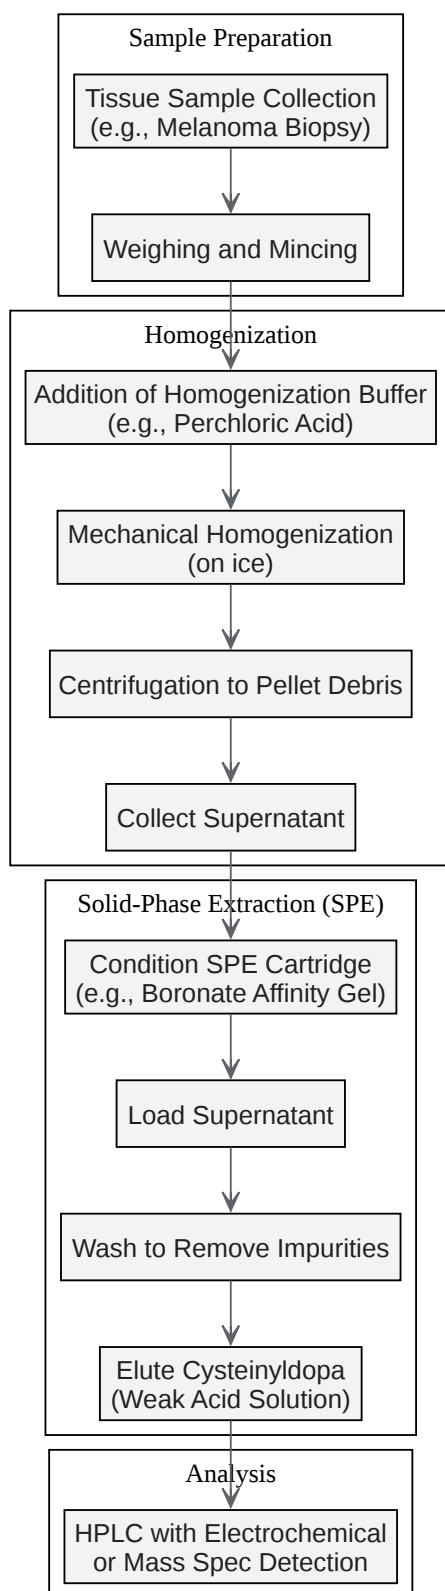 Sample Preparation
Tissue Sample Collection
(e.g., Melanoma Biopsy)
Weighing and Mincing
Homogenization
Addition of Homogenization Buffer
(e.g., Perchloric Acid)
Mechanical Homogenization
(on ice)
Centrifugation to Pellet Debris
Collect Supernatant
Solid-Phase Extraction (SPE)
Condition SPE Cartridge
(e.g., Boronate Affinity Gel)
Load Supernatant
Wash to Remove Impurities
Elute Cysteinyldopa
(Weak Acid Solution)
Analysis
HPLC with Electrochemical
or Mass Spec Detection